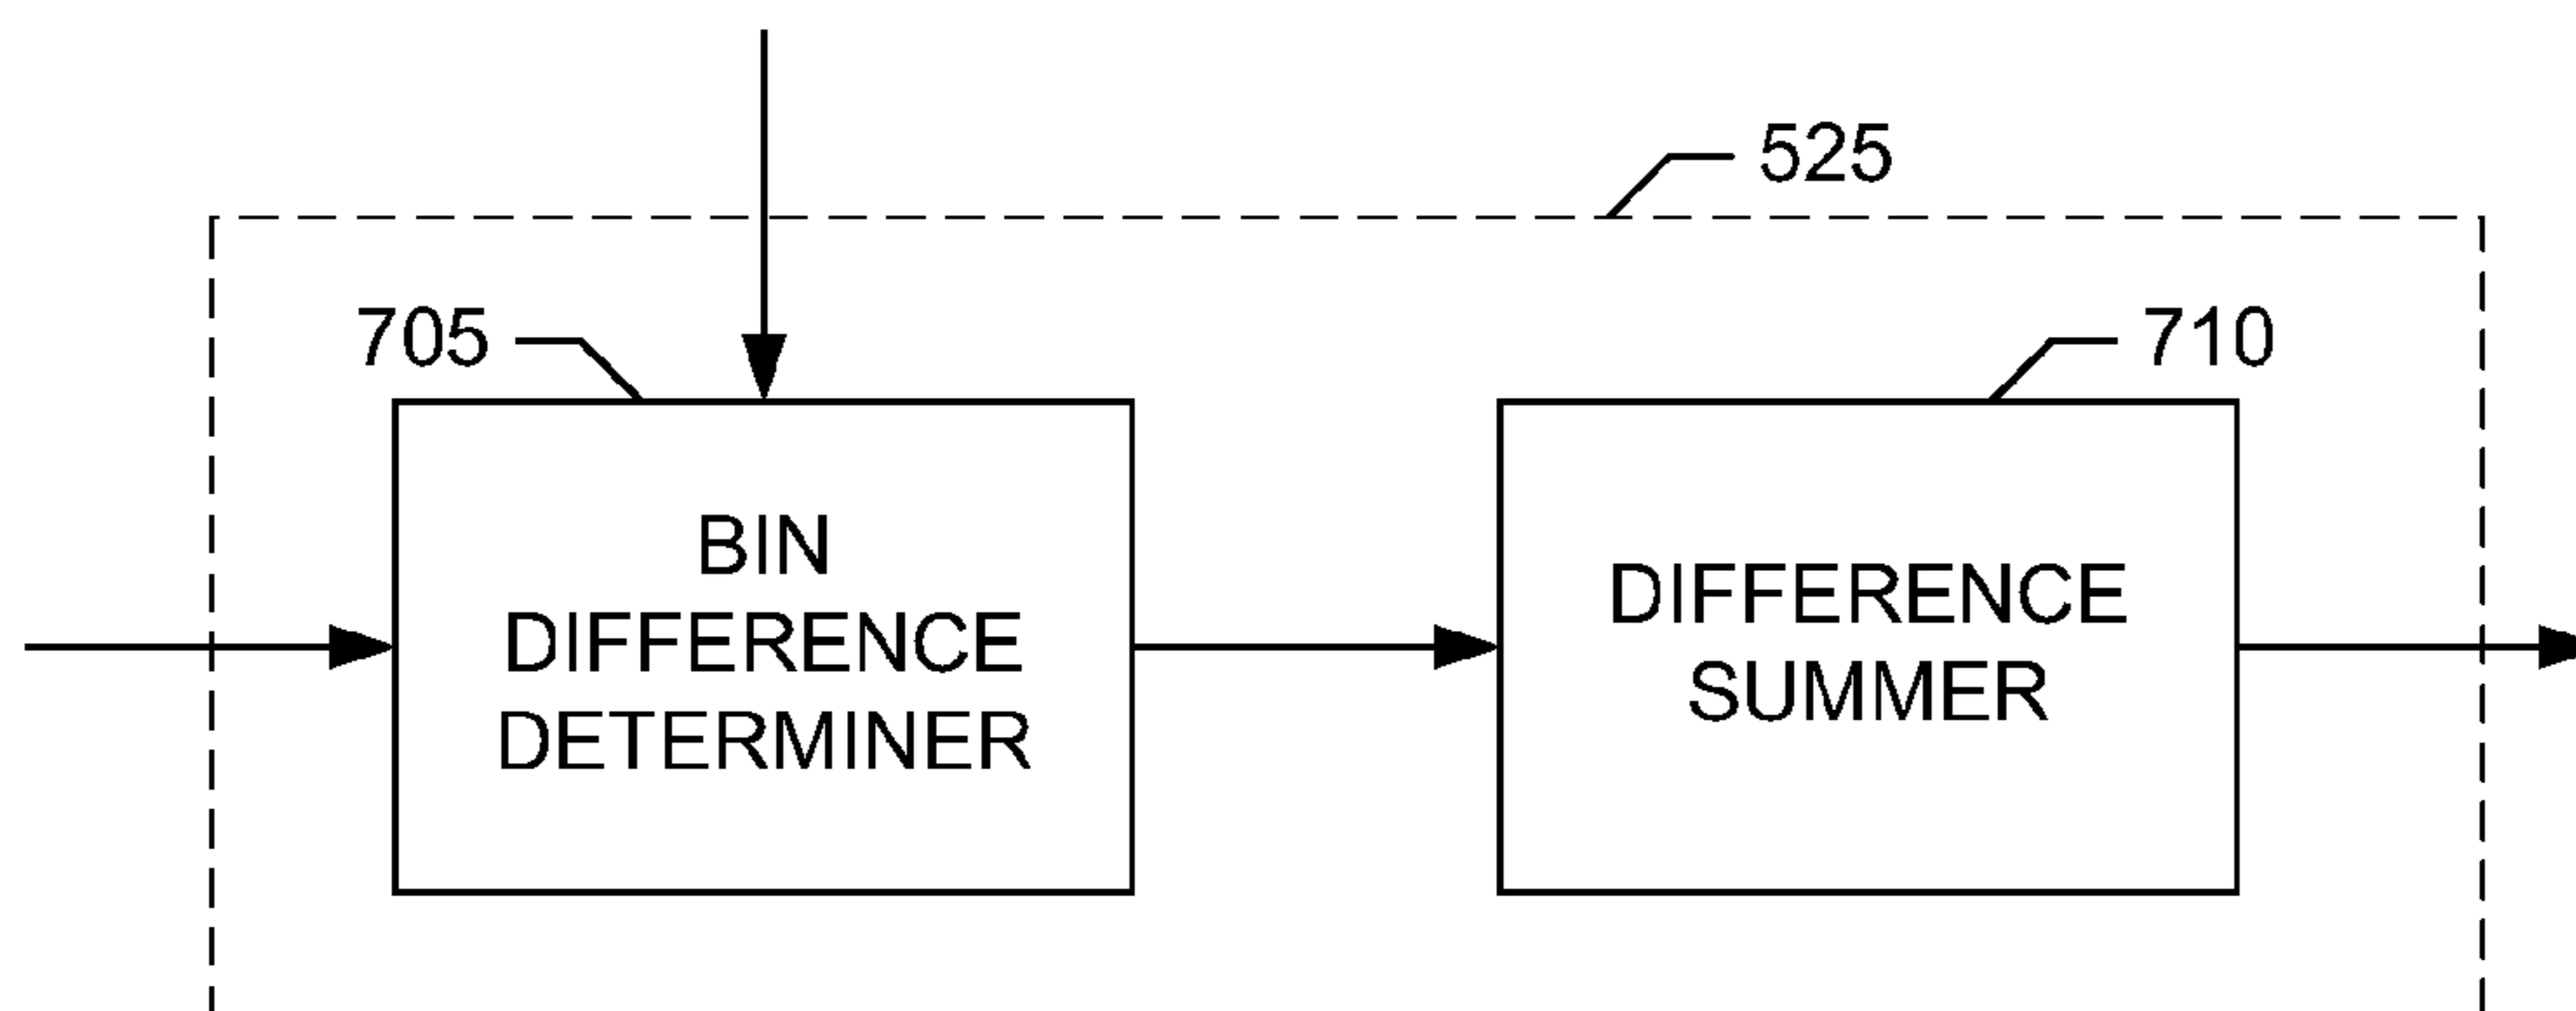 525
705
710
BIN
DIFFERENCE
DETERMINER
DIFFERENCE
SUMMER